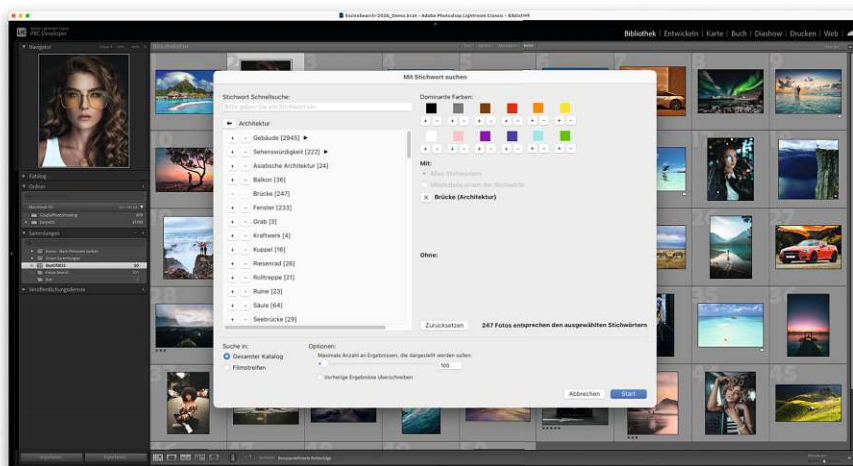 ExcireSearch-2026_Demo.lrcat - Adobe Photoshop Lightroom Classic - Bibliothek
Adobe Lightroom Classic
PRC Developer
Bibliothek | Entwickeln | Karte | Buch | Diashow | Drucken | Web
Navigator
Katalog
Ordner
Sammlungen
Smart-Sammlungen
Veröffentlichungsdienste
Mit Stichwort suchen
Stichwort Schnellsuche:
Bitte geben Sie ein Stichwort ein
Architektur
+ - Gebäude [2945]
+ - Sehenswürdigkeit [222]
+ - Asiatische Architektur [24]
+ - Balkon [36]
Brücke [247]
+ - Fenster [233]
+ - Grab [3]
+ - Kraftwerk [4]
+ - Kuppel [16]
+ - Riesenrad [26]
+ - Rolltreppe [21]
+ - Ruine [23]
+ - Säule [64]
+ - Seebrücke [29]
Dominante Farben:
+ - + - + - + - + - + -
+ - + - + - + - + - + -
Mit:
Allen Stichwörtern
Mindestens einem der Stichwörter
Brücke (Architektur)
Ohne:
Zurücksetzen
247 Fotos entsprechen den ausgewählten Stichwörtern
Suche in:
Gesamter Katalog
Filmstreifen
Optionen:
Maximale Anzahl an Ergebnissen, die dargestellt werden sollen:
100
Vorherige Ergebnisse überschreiben
Abbrechen
Start